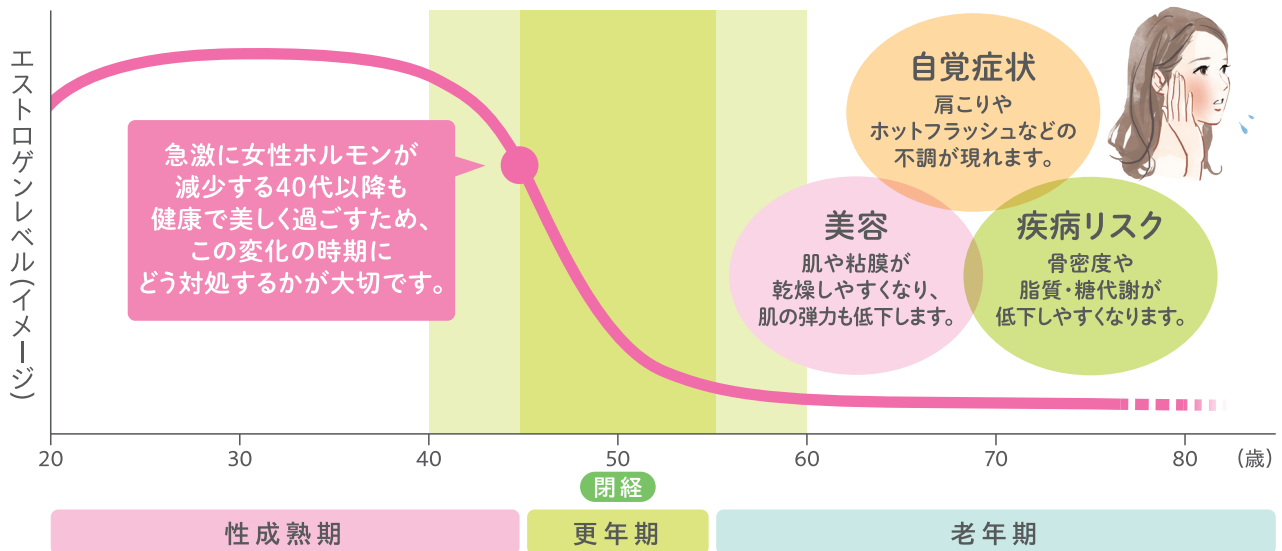 エストロゲンレベル(イメージ)
急激に女性ホルモンが
減少する40代以降も
健康で美しく過ごすため、
この変化の時期に
どう対処するかが大切です。
自覚症状
肩こりや
ホットフラッシュなどの
不調が現れます。
美容
肌や粘膜が
乾燥しやすくなり、
肌の弾力も低下します。
疾病リスク
骨密度や
脂質・糖代謝が
低下しやすくなります。
20 30 40 50 60 70 80 (歳)
閉経
性成熟期 更年期 老年期